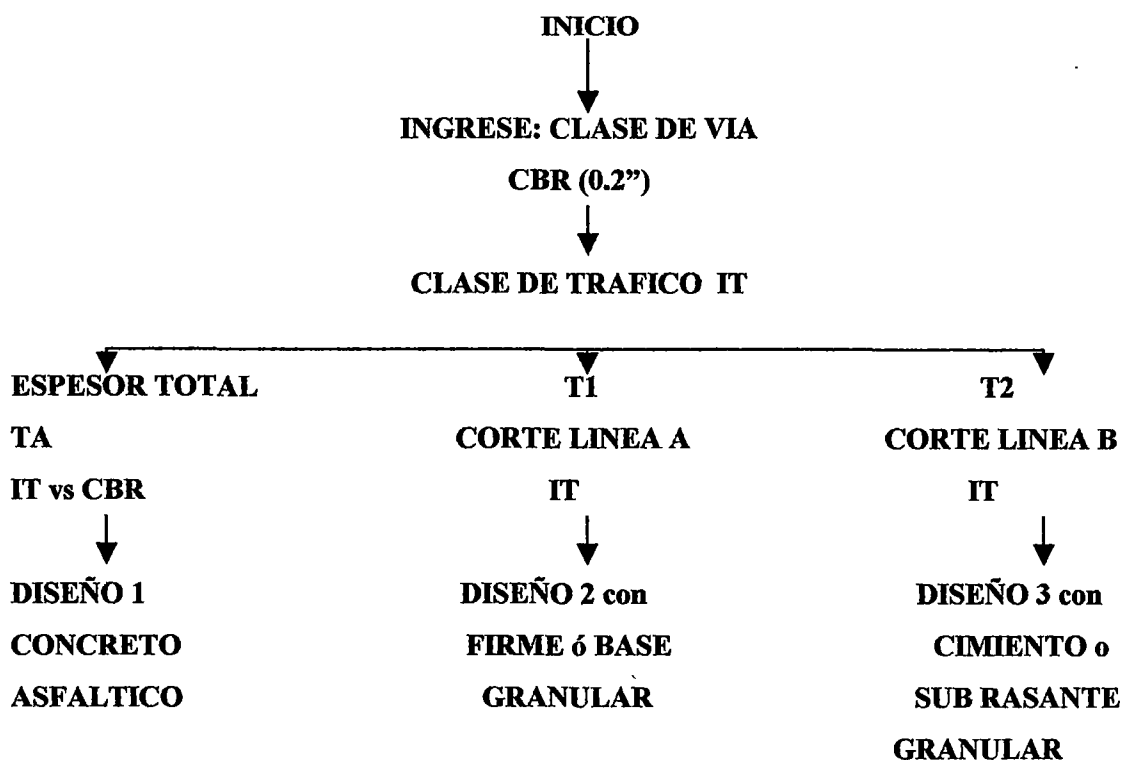 INICIO
INGRESE: CLASE DE VIA
CBR (0.2”)
CLASE DE TRAFICO IT
ESPESOR TOTAL
TA
IT vs CBR
DISEÑO 1
CONCRETO
ASFALTICO
T1
CORTE LINEA A
IT
DISEÑO 2 con
FIRME ó BASE
GRANULAR
T2
CORTE LINEA B
IT
DISEÑO 3 con
CIMIENTO o
SUB RASANTE
GRANULAR